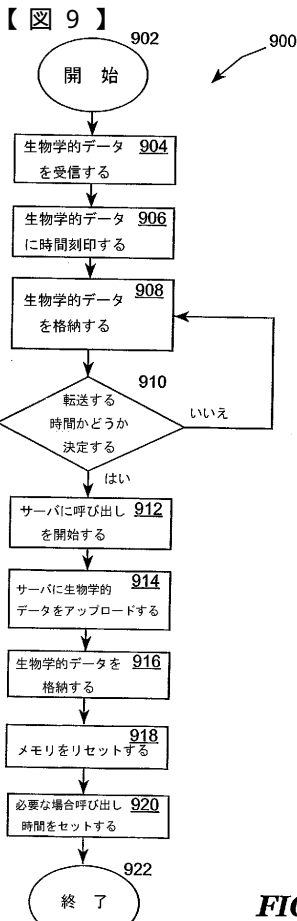 【図９】
902
900
開始
生物学的データ 904
を受信する
生物学的データ 906
に時間刻印する
生物学的データ 908
を格納する
910
転送する
時間かどうか
決定する
いいえ
はい
サーバに呼び出し 912
を開始する
サーバに生物学的 914
データをアップロードする
生物学的データを 916
格納する
918
メモリをリセットする
必要な場合呼び出し 920
時間をセットする
922
終了